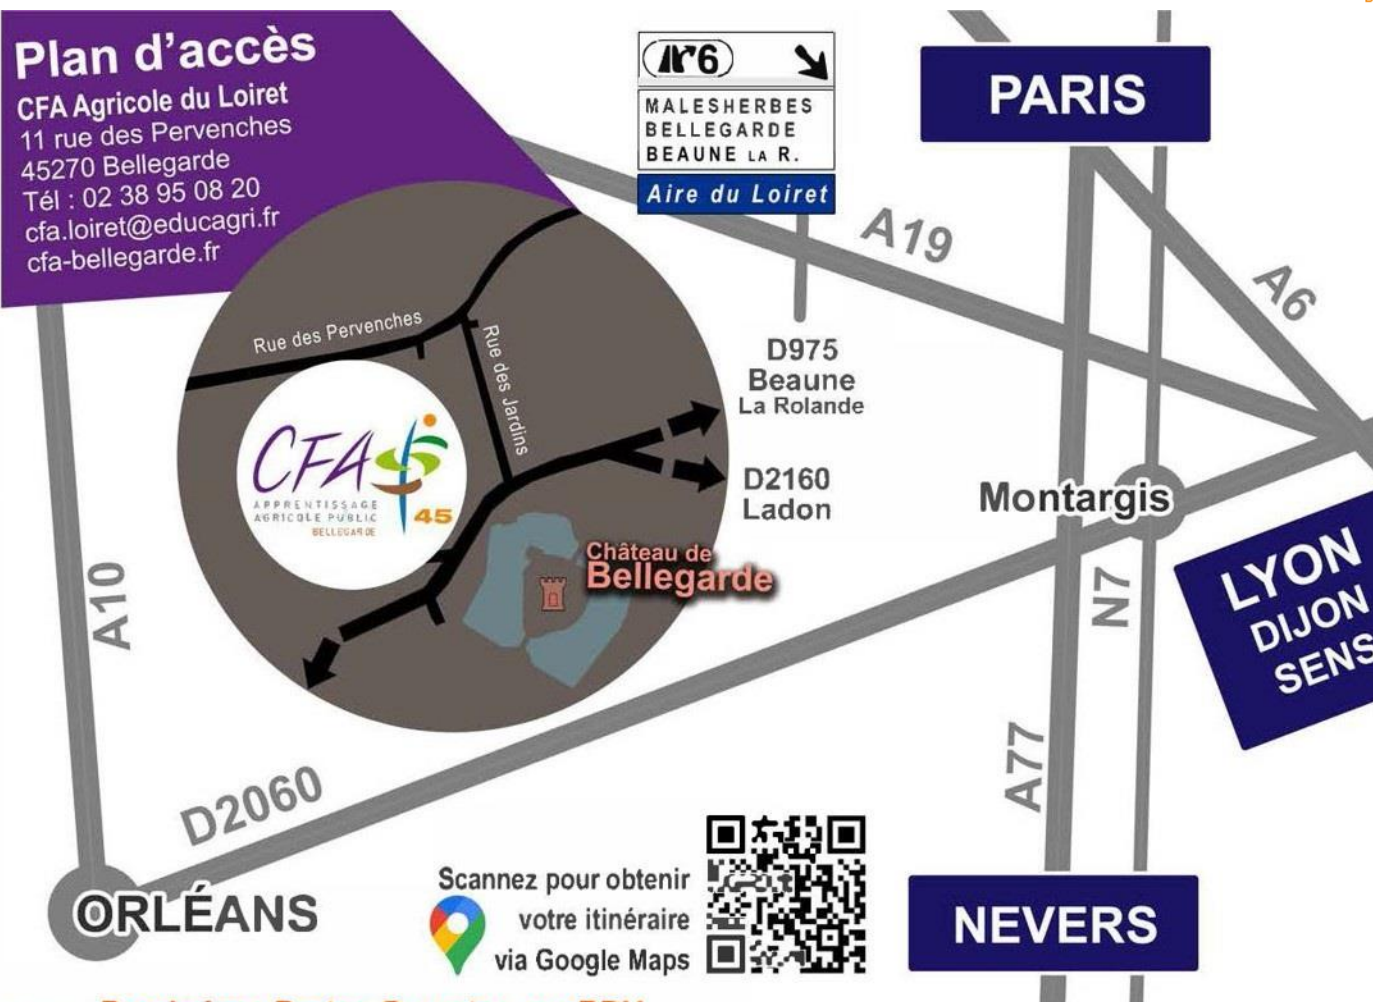 Plan d'accès
CFA Agricole du Loiret
11 rue des Pervenches
45270 Bellegarde
Tél : 02 38 95 08 20
cfa.loiret@educagri.fr
cfa-bellegarde.fr
6
MALESHERBES
BELLEGARDE
BEAUNE LA R.
Aire du Loiret
PARIS
A19
A6
Rue des Pervenches
Rue des Jardins
D975
Beaune
La Rolande
D2160
Ladon
CFA
APPRENTISSAGE
AGRICOLE PUBLIC
45
BELLEGARDE
Château de
Bellegarde
Montargis
LYON
DIJON
SENS
A10
N7
A77
D2060
ORLÉANS
Scannez pour obtenir
votre itinéraire
via Google Maps
NEVERS